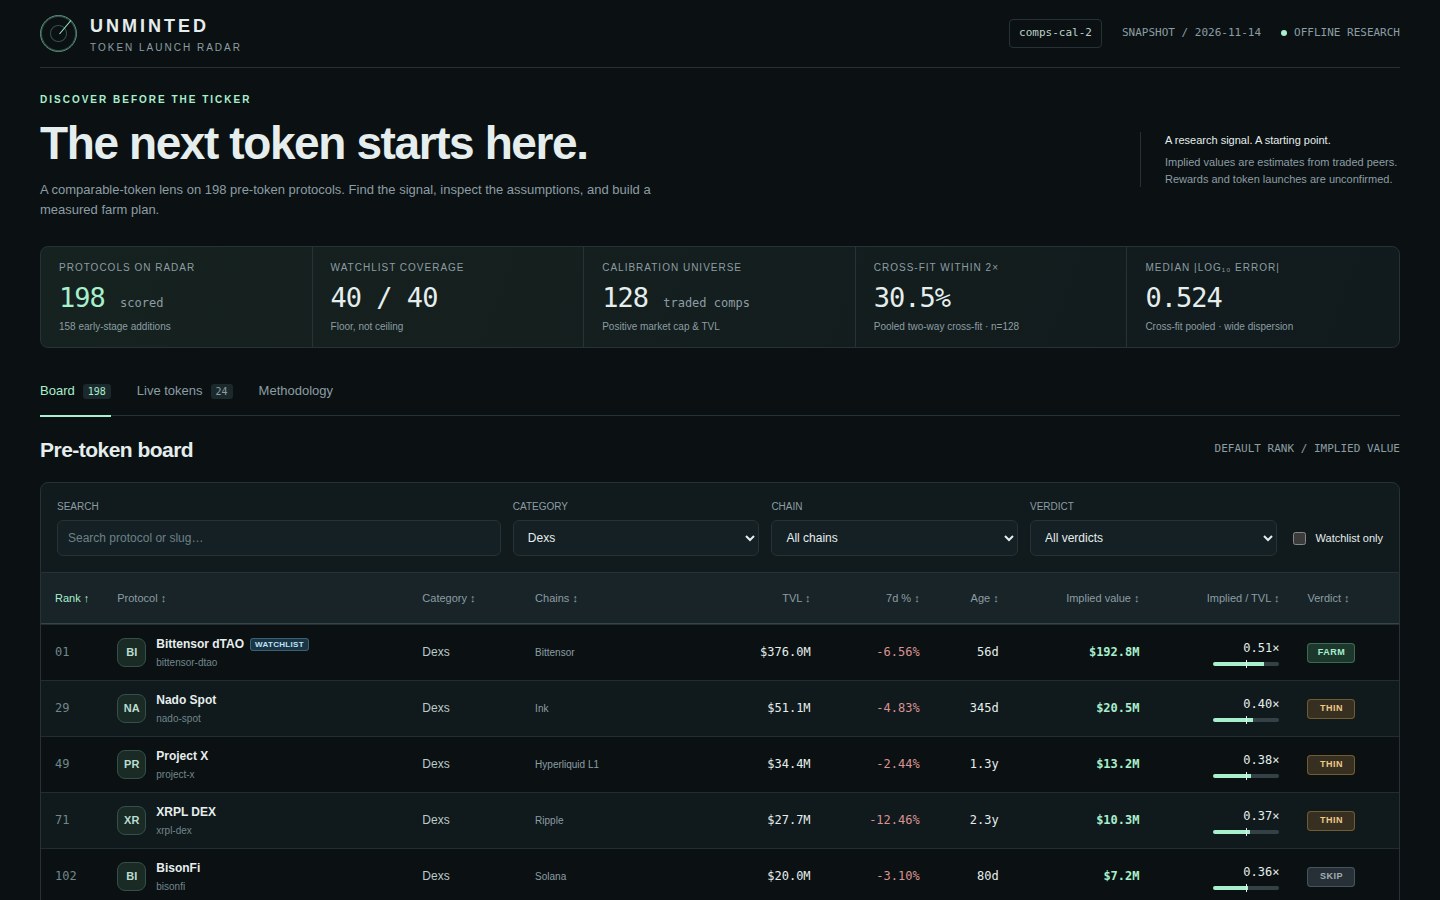 UNMINTED
TOKEN LAUNCH RADAR
comps-cal-2
SNAPSHOT / 2026-11-14
OFFLINE RESEARCH
DISCOVER BEFORE THE TICKER
The next token starts here.
A comparable-token lens on 198 pre-token protocols. Find the signal, inspect the assumptions, and build a
measured farm plan.
A research signal. A starting point.
Implied values are estimates from traded peers.
Rewards and token launches are unconfirmed.
PROTOCOLS ON RADAR
198 scored
158 early-stage additions
WATCHLIST COVERAGE
40 / 40
Floor, not ceiling
CALIBRATION UNIVERSE
128 traded comps
Positive market cap & TVL
CROSS-FIT WITHIN 2×
30.5%
Pooled two-way cross-fit · n=128
MEDIAN |LOG₁₀ ERROR|
0.524
Cross-fit pooled · wide dispersion
Board 198
Live tokens 24
Methodology
Pre-token board
DEFAULT RANK / IMPLIED VALUE
SEARCH
Search protocol or slug…
CATEGORY
Dexs
CHAIN
All chains
VERDICT
All verdicts
Watchlist only
Rank ↑ Protocol ↕ Category ↕ Chains ↕ TVL ↕ 7d % ↕ Age ↕ Implied value ↕ Implied / TVL ↕ Verdict ↕
01 BI Bittensor dTAO WATCHLIST Dexs Bittensor $376.0M -6.56% 56d $192.8M 0.51× FARM
bittensor-dtao
29 NA Nado Spot Dexs Ink $51.1M -4.83% 345d $20.5M 0.40× THIN
nado-spot
49 PR Project X Dexs Hyperliquid L1 $34.4M -2.44% 1.3y $13.2M 0.38× THIN
project-x
71 XR XRPL DEX Dexs Ripple $27.7M -12.46% 2.3y $10.3M 0.37× THIN
xrpl-dex
102 BI BisonFi Dexs Solana $20.0M -3.10% 80d $7.2M 0.36× SKIP
bisonfi